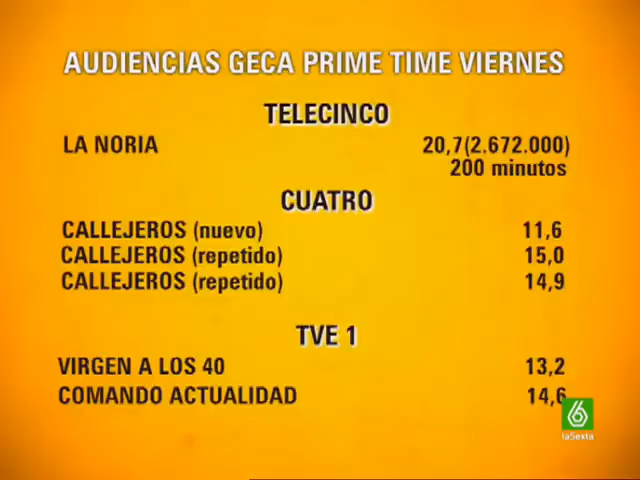 AUDIENCIAS GECA PRIME TIME VIERNES
TELECINCO
LA NORIA 20,7(2.672.000)
200 minutos
CUATRO
CALLEJEROS (nuevo) 11,6
CALLEJEROS (repetido) 15,0
CALLEJEROS (repetido) 14,9
TVE 1
VIRGEN A LOS 40 13,2
COMANDO ACTUALIDAD 14,6
6
laSexta